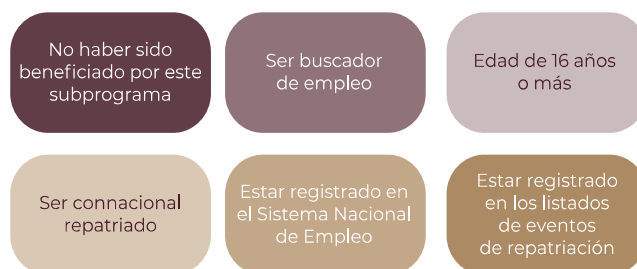 No haber sido
beneficiado por este
subprograma
Ser buscador
de empleo
Edad de 16 años
o más
Ser connacional
repatriado
Estar registrado en
el Sistema Nacional
de Empleo
Estar registrado
en los listados
de eventos
de repatriación